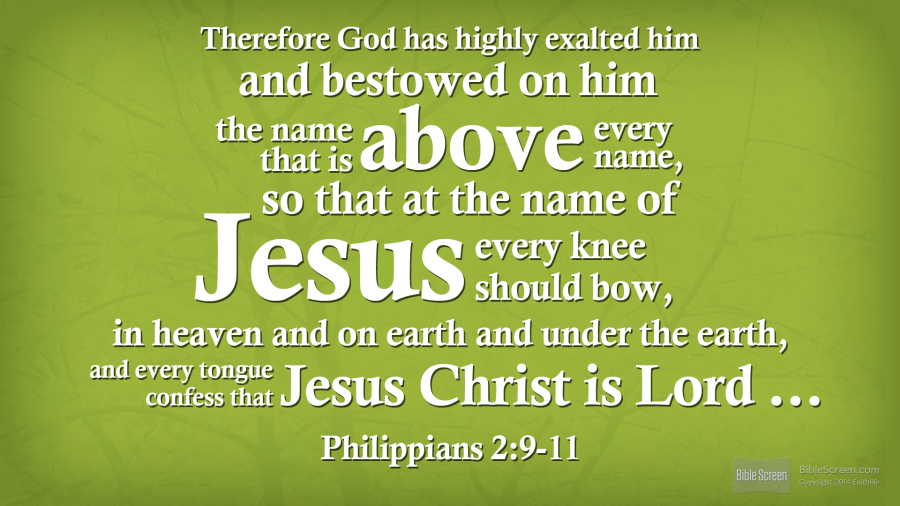 Therefore God has highly exalted him
and bestowed on him
the name that is above every name,
so that at the name of
Jesus every knee should bow,
in heaven and on earth and under the earth,
and every tongue confess that Jesus Christ is Lord ...
Philippians 2:9-11
Bible Screen
BibleScreen.com
Copyright 2014 Faithlife